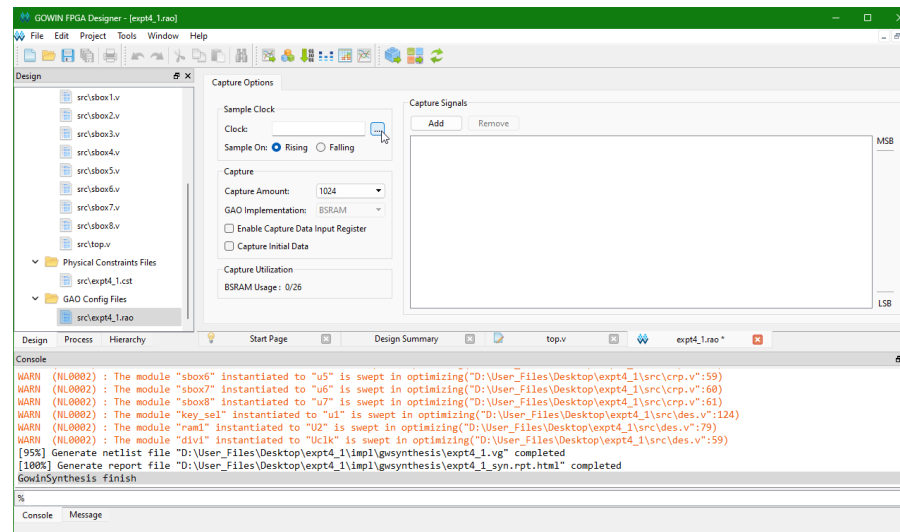 GOWIN FPGA Designer - [expt4_1.rao]
File Edit Project Tools Window Help
Design
src\sbox1.v
src\sbox2.v
src\sbox3.v
src\sbox4.v
src\sbox5.v
src\sbox6.v
src\sbox7.v
src\sbox8.v
src\top.v
Physical Constraints Files
src\expt4_1.cst
GAO Config Files
src\expt4_1.rao
Design Process Hierarchy
Capture Options
Sample Clock
Clock: ...
Sample On: Rising Falling
Capture
Capture Amount: 1024
GAO Implementation: BSRAM
Enable Capture Data Input Register
Capture Initial Data
Capture Utilization
BSRAM Usage : 0/26
Capture Signals
Add Remove
MSB
LSB
Start Page Design Summary top.v expt4_1.rao *
Console
WARN (NL0002) : The module "sbox6" instantiated to "u5" is swept in optimizing("D:\User_Files\Desktop\expt4_1\src\crp.v":59)
WARN (NL0002) : The module "sbox7" instantiated to "u6" is swept in optimizing("D:\User_Files\Desktop\expt4_1\src\crp.v":60)
WARN (NL0002) : The module "sbox8" instantiated to "u7" is swept in optimizing("D:\User_Files\Desktop\expt4_1\src\crp.v":61)
WARN (NL0002) : The module "key_sel" instantiated to "u1" is swept in optimizing("D:\User_Files\Desktop\expt4_1\src\des.v":124)
WARN (NL0002) : The module "ram1" instantiated to "U2" is swept in optimizing("D:\User_Files\Desktop\expt4_1\src\des.v":79)
WARN (NL0002) : The module "div1" instantiated to "Uclk" is swept in optimizing("D:\User_Files\Desktop\expt4_1\src\des.v":59)
[95%] Generate netlist file "D:\User_Files\Desktop\expt4_1\impl\gwsynthesis\expt4_1.vg" completed
[100%] Generate report file "D:\User_Files\Desktop\expt4_1\impl\gwsynthesis\expt4_1_syn.rpt.html" completed
GowinSynthesis finish
%
Console Message